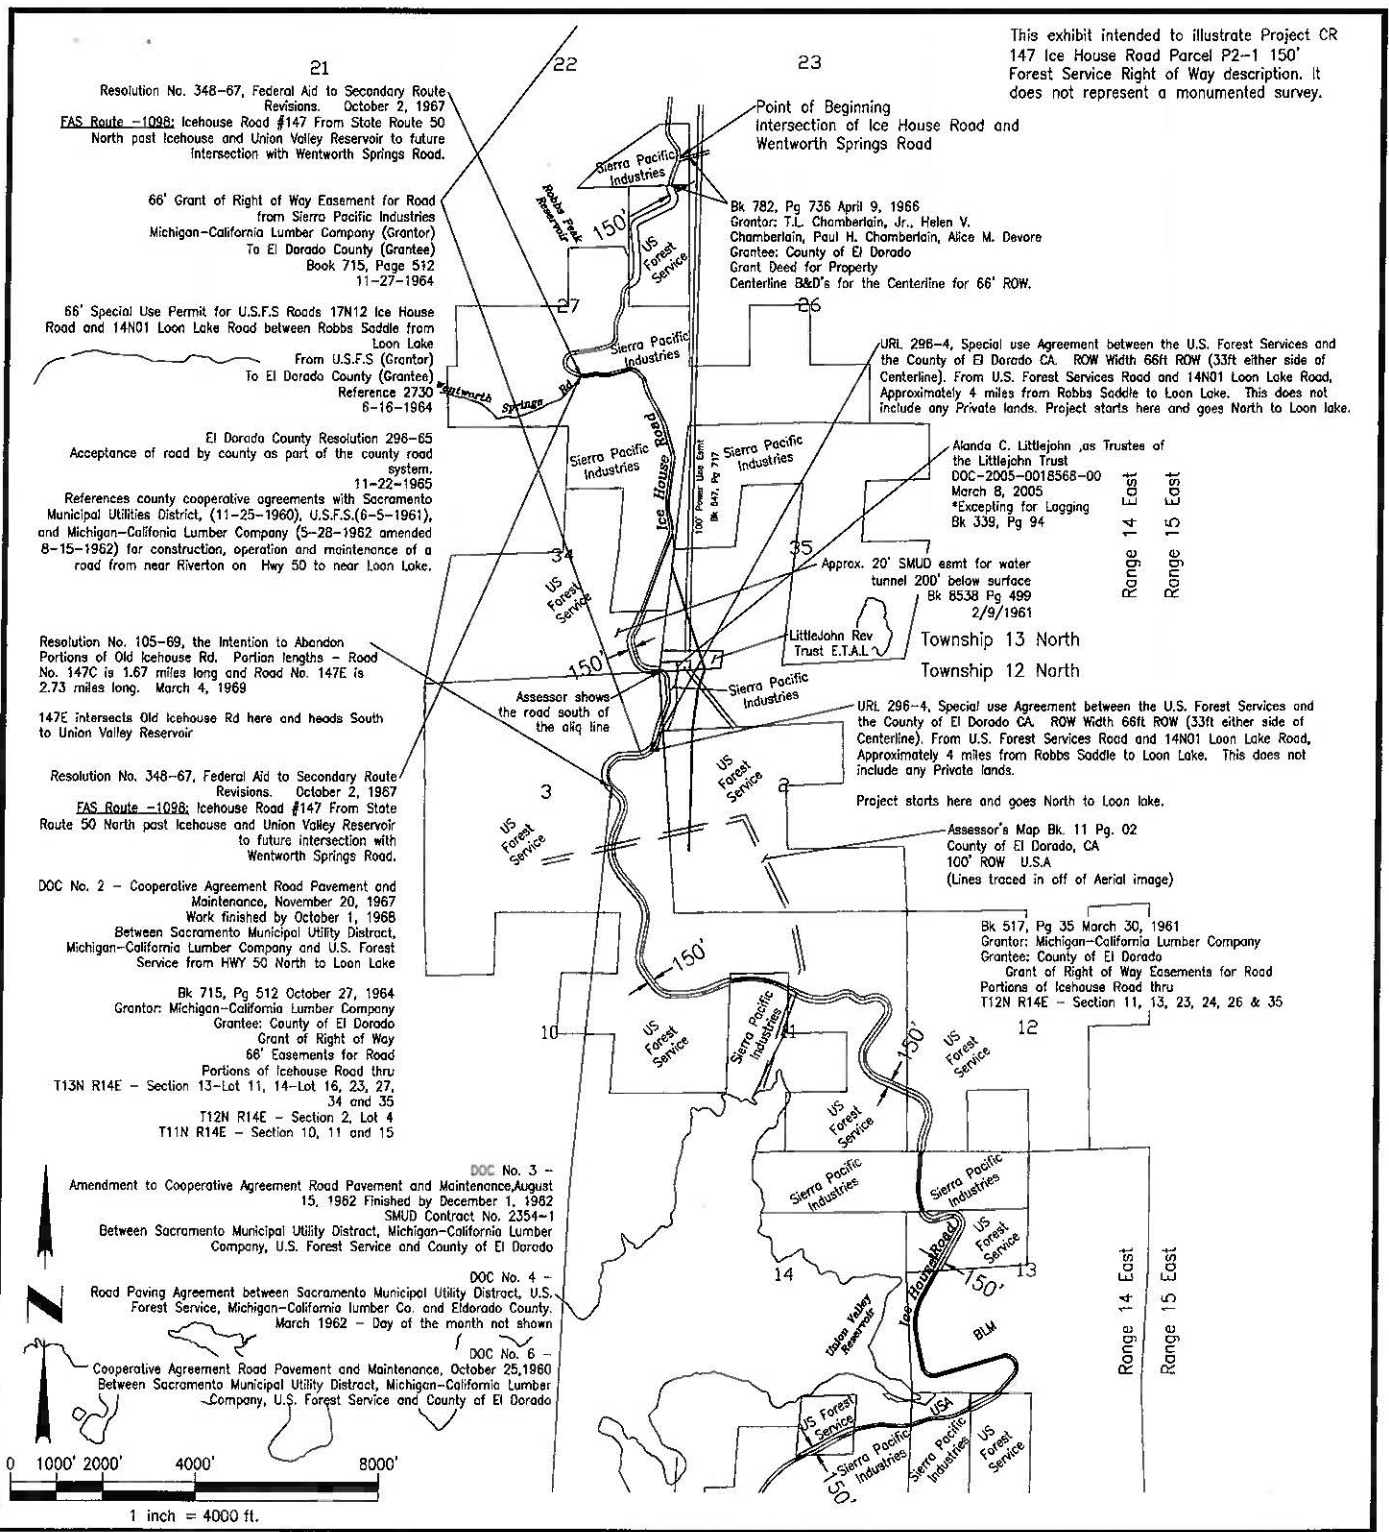 This exhibit intended to illustrate Project CR
147 Ice House Road Parcel P2-1 150'
Forest Service Right of Way description. It
does not represent a monumented survey.
21
22
23
Resolution No. 348-67, Federal Aid to Secondary Route
Revisions. October 2, 1967
FAS Route -1098: Icehouse Road #147 From State Route 50
North past Icehouse and Union Valley Reservoir to future
intersection with Wentworth Springs Road.
Point of Beginning
Intersection of Ice House Road and
Wentworth Springs Road
Sierra Pacific
Industries
Robbs Peak
Reservoir
150'
US
Forest
Service
66' Grant of Right of Way Easement for Road
from Sierra Pacific Industries
Michigan-California Lumber Company (Grantor)
To El Dorado County (Grantee)
Book 715, Page 512
11-27-1964
Bk 782, Pg 736 April 9, 1966
Grantor: T.L. Chamberlain, Jr., Helen V.
Chamberlain, Paul H. Chamberlain, Alice M. Devore
Grantee: County of El Dorado
Grant Deed for Property
Centerline B&D's for the Centerline for 66' ROW.
27
26
66' Special Use Permit for U.S.F.S Roads 17N12 Ice House
Road and 14N01 Loon Lake Road between Robbs Saddle from
Loon Lake
From U.S.F.S (Grantor)
To El Dorado County (Grantee)
Reference 2730
6-16-1964
Sierra Pacific
Industries
Wentworth Springs Rd
URL 296-4, Special use Agreement between the U.S. Forest Services and
the County of El Dorado CA. ROW Width 66ft ROW (33ft either side of
Centerline). From U.S. Forest Services Road and 14N01 Loon Lake Road,
Approximately 4 miles from Robbs Saddle to Loon Lake. This does not
include any Private lands. Project starts here and goes North to Loon lake.
El Dorado County Resolution 296-65
Acceptance of road by county as part of the county road
system.
11-22-1965
References county cooperative agreements with Sacramento
Municipal Utilities District, (11-25-1960), U.S.F.S.(6-5-1961),
and Michigan-Califonia Lumber Company (5-28-1962 amended
8-15-1962) for construction, operation and maintenance of a
road from near Riverton on Hwy 50 to near Loon Lake.
Sierra Pacific
Industries
Ice House Road
100' Power Line Esmt
Bk 647, Pg 717
Sierra Pacific
Industries
Alanda C. Littlejohn ,as Trustes of
the Littlejohn Trust
DOC-2005-0018568-00
March 8, 2005
*Excepting for Logging
Bk 339, Pg 94
Range 14 East
Range 15 East
34
35
US
Forest
Service
Approx. 20' SMUD esmt for water
tunnel 200' below surface
Bk 8538 Pg 499
2/9/1961
LittleJohn Rev
Trust E.T.A.L
Township 13 North
Township 12 North
Resolution No. 105-69, the Intention to Abandon
Portions of Old Icehouse Rd. Portion lengths - Road
No. 147C is 1.67 miles long and Road No. 147E is
2.73 miles long. March 4, 1969
147E intersects Old Icehouse Rd here and heads South
to Union Valley Reservoir
150'
Assessor shows
the road south of
the aliq line
Sierra Pacific
Industries
URL 296-4, Special use Agreement between the U.S. Forest Services and
the County of El Dorado CA. ROW Width 66ft ROW (33ft either side of
Centerline). From U.S. Forest Services Road and 14N01 Loon Lake Road,
Approximately 4 miles from Robbs Saddle to Loon Lake. This does not
include any Private lands.
Project starts here and goes North to Loon lake.
US
Forest
Service
3
2
Resolution No. 348-67, Federal Aid to Secondary Route
Revisions. October 2, 1967
FAS Route -1098: Icehouse Road #147 From State
Route 50 North past Icehouse and Union Valley Reservoir
to future intersection with
Wentworth Springs Road.
US
Forest
Service
Assessor's Map Bk. 11 Pg. 02
County of El Dorado, CA
100' ROW U.S.A
(Lines traced in off of Aerial image)
DOC No. 2 - Cooperative Agreement Road Pavement and
Maintenance, November 20, 1967
Work finished by October 1, 1968
Between Sacramento Municipal Utility Distract,
Michigan-California Lumber Company and U.S. Forest
Service from HWY 50 North to Loon Lake
Bk 517, Pg 35 March 30, 1961
Grantor: Michigan-California Lumber Company
Grantee: County of El Dorado
Grant of Right of Way Easements for Road
Portions of Icehouse Road thru
T12N R14E - Section 11, 13, 23, 24, 26 & 35
150'
Bk 715, Pg 512 October 27, 1964
Grantor: Michigan-California Lumber Company
Grantee: County of El Dorado
Grant of Right of Way
66' Easements for Road
Portions of Icehouse Road thru
T13N R14E - Section 13-Lot 11, 14-Lot 16, 23, 27,
34 and 35
T12N R14E - Section 2, Lot 4
T11N R14E - Section 10, 11 and 15
10
US
Forest
Service
Sierra Pacific
Industries
11
150'
US
Forest
Service
12
US
Forest
Service
DOC No. 3 -
Amendment to Cooperative Agreement Road Pavement and Maintenance,August
15, 1962 Finished by December 1, 1962
SMUD Contract No. 2354-1
Between Sacramento Municipal Utility Distract, Michigan-California Lumber
Company, U.S. Forest Service and County of El Dorado
Sierra Pacific
Industries
Sierra Pacific
Industries
US
Forest
Service
Ice House Road
150'
14
13
Range 14 East
Range 15 East
DOC No. 4 -
Road Paving Agreement between Sacramento Municipal Utility Distract, U.S.
Forest Service, Michigan-California lumber Co. and Eldorado County.
March 1962 - Day of the month not shown
N
Union Valley
Reservoir
BLM
DOC No. 6 -
Cooperative Agreement Road Pavement and Maintenance, October 25,1960
Between Sacramento Municipal Utility Distract, Michigan-California Lumber
Company, U.S. Forest Service and County of El Dorado
US Forest
Service
USA
Sierra Pacific
Industries
Sierra Pacific
Industries
US
Forest
Service
150'
0 1000' 2000' 4000' 8000'
1 inch = 4000 ft.